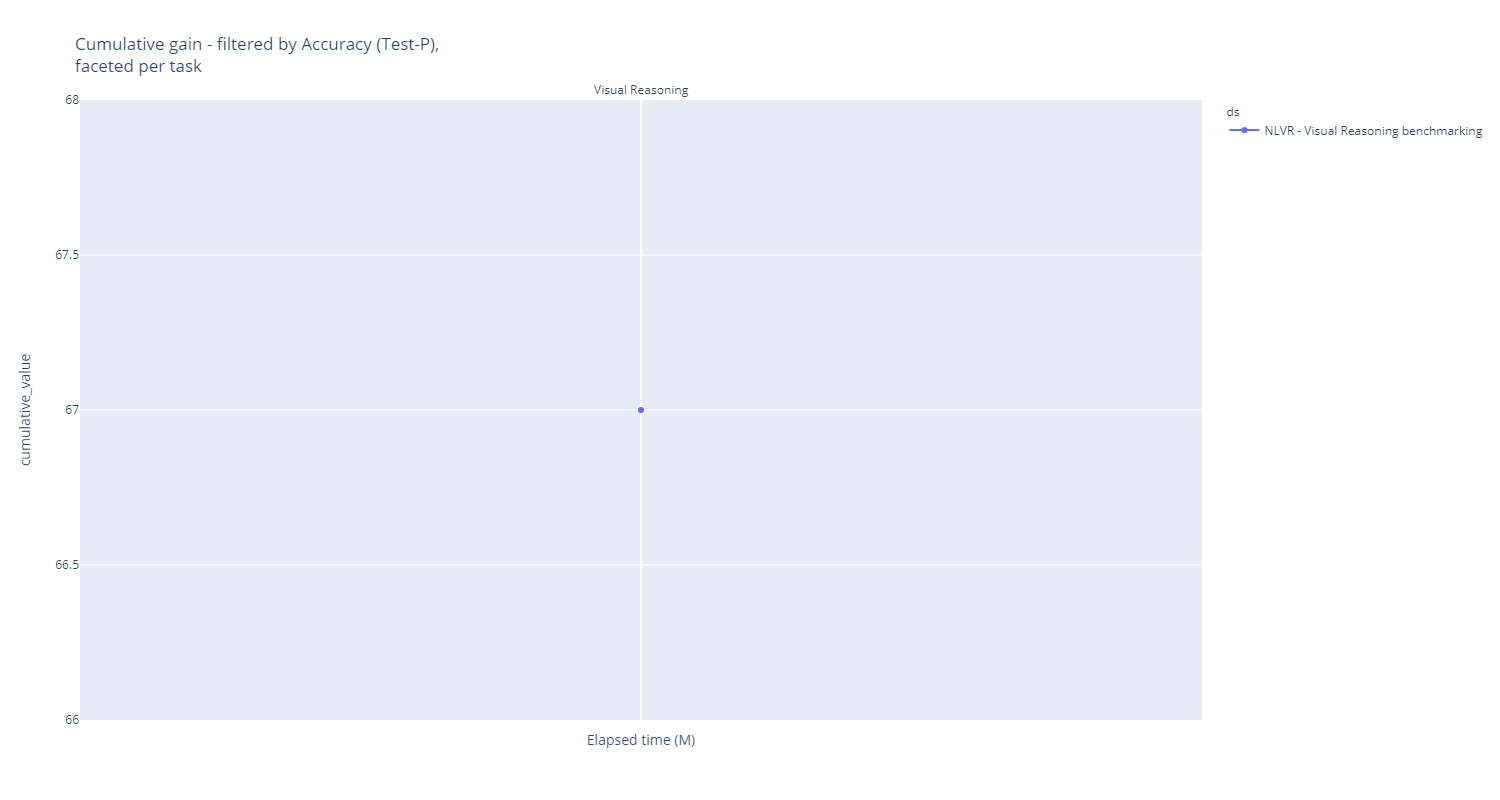 Cumulative gain - filtered by Accuracy (Test-P),
faceted per task
Visual Reasoning
68
67.5
67
66.5
66
cumulative_value
Elapsed time (M)
ds
NLVR - Visual Reasoning benchmarking